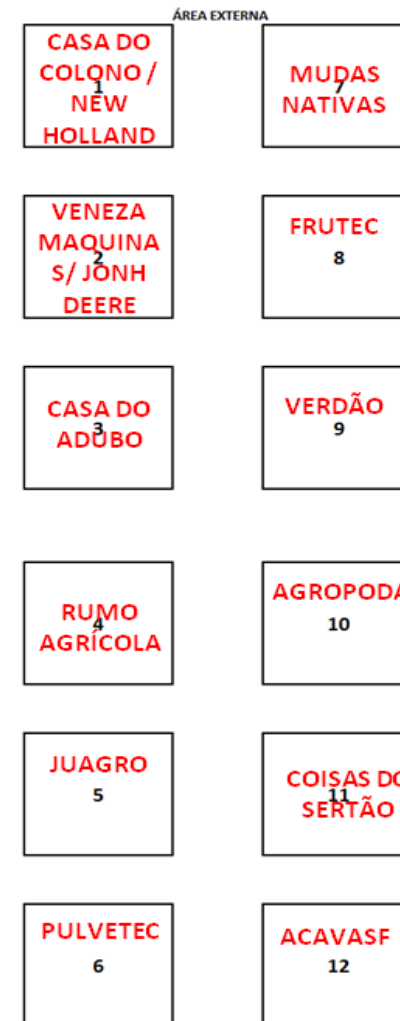 ÁREA EXTERNA
CASA DO
COLONO /
1
NEW
HOLLAND
MUDAS
7
NATIVAS
VENEZA
MAQUINA
2
S/ JONH
DEERE
FRUTEC
8
CASA DO
3
ADUBO
VERDÃO
9
RUMO
4
AGRÍCOLA
AGROPODA
10
JUAGRO
5
COISAS DO
11
SERTÃO
PULVETEC
6
ACAVASF
12